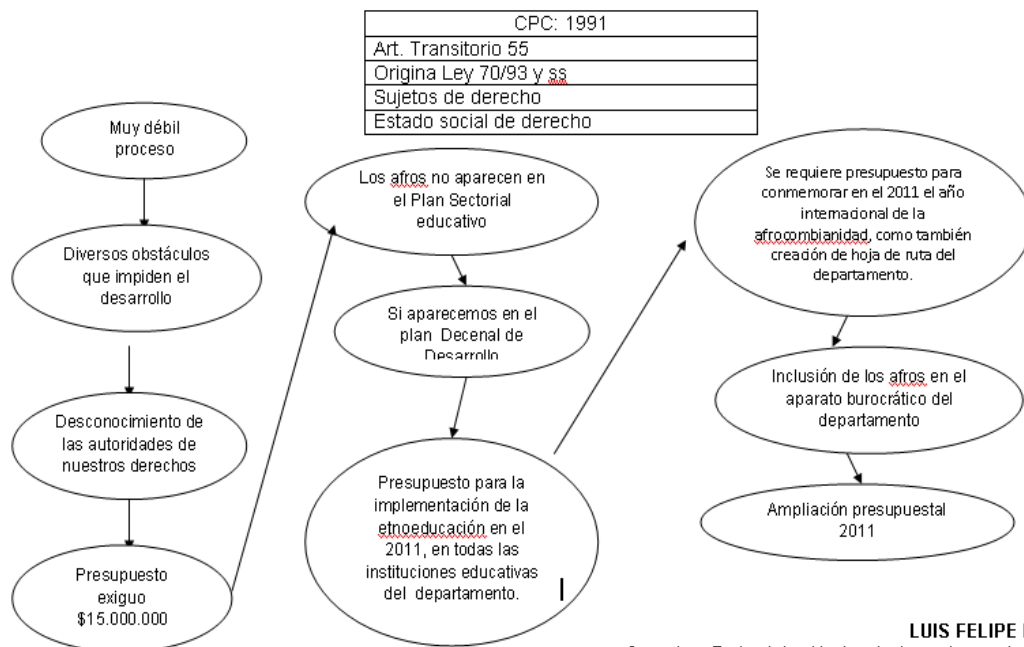 CPC: 1991
Art. Transitorio 55
Origina Ley 70/93 y ss
Sujetos de derecho
Estado social de derecho
Muy débil
proceso
Diversos obstáculos
que impiden el
desarrollo
Desconocimiento de
las autoridades de
nuestros derechos
Presupuesto
exiguo
$15.000.000
Los afros no aparecen en
el Plan Sectorial
educativo
Si aparecemos en el
plan Decenal de
Desarrollo
Presupuesto para la
implementación de la
etnoeducación en el
2011, en todas las
instituciones educativas
del departamento.
Se requiere presupuesto para
conmemorar en el 2011 el año
internacional de la
afrocombianidad, como también
creación de hoja de ruta del
departamento.
Inclusión de los afros en el
aparato burocrático del
departamento
Ampliación presupuestal
2011
LUIS FELIPE